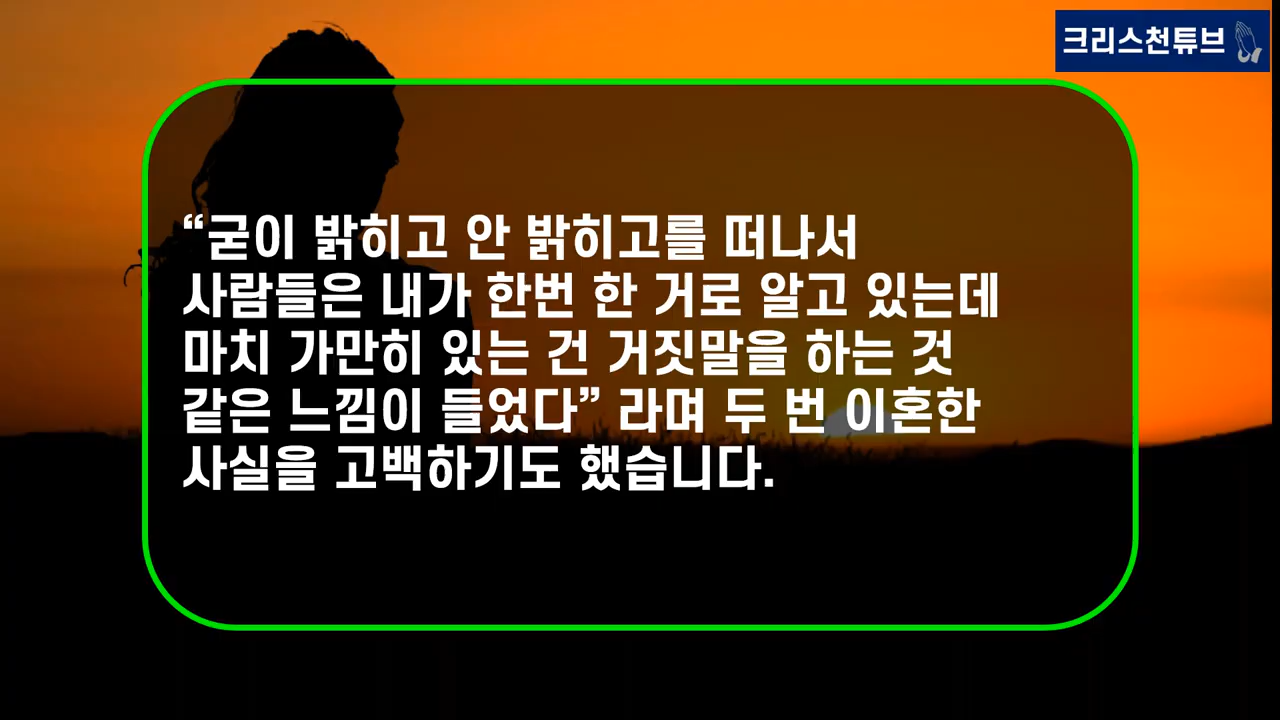 크리스천튜브
“굳이 밝히고 안 밝히고를 떠나서
사람들은 내가 한번 한 거로 알고 있는데
마치 가만히 있는 건 거짓말을 하는 것
같은 느낌이 들었다” 라며 두 번 이혼한
사실을 고백하기도 했습니다.